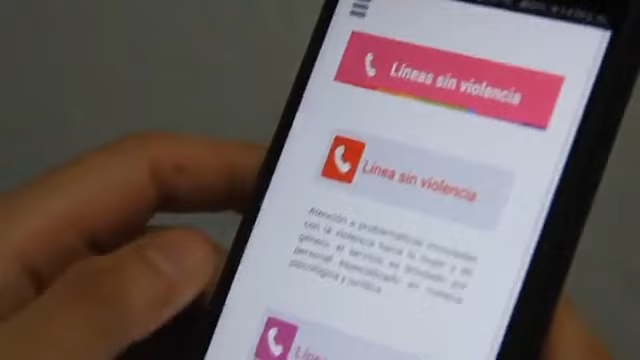 Líneas sin violencia
Línea sin violencia
Atención a problemáticas vinculadas
con la violencia hacia la mujer y de
género, el servicio es brindado por
personal especializado en materia
psicológica y jurídica.
Línea